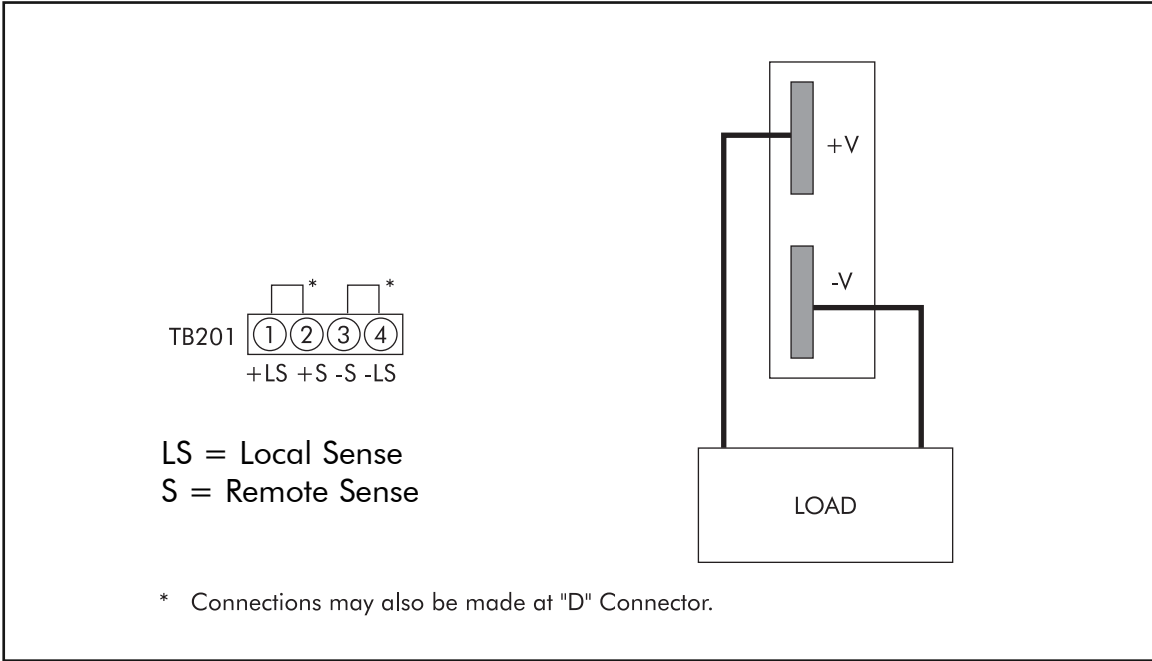 +V
-V
* *
TB201 1 2 3 4
+LS +S -S -LS
LS = Local Sense
S = Remote Sense
LOAD
* Connections may also be made at "D" Connector.